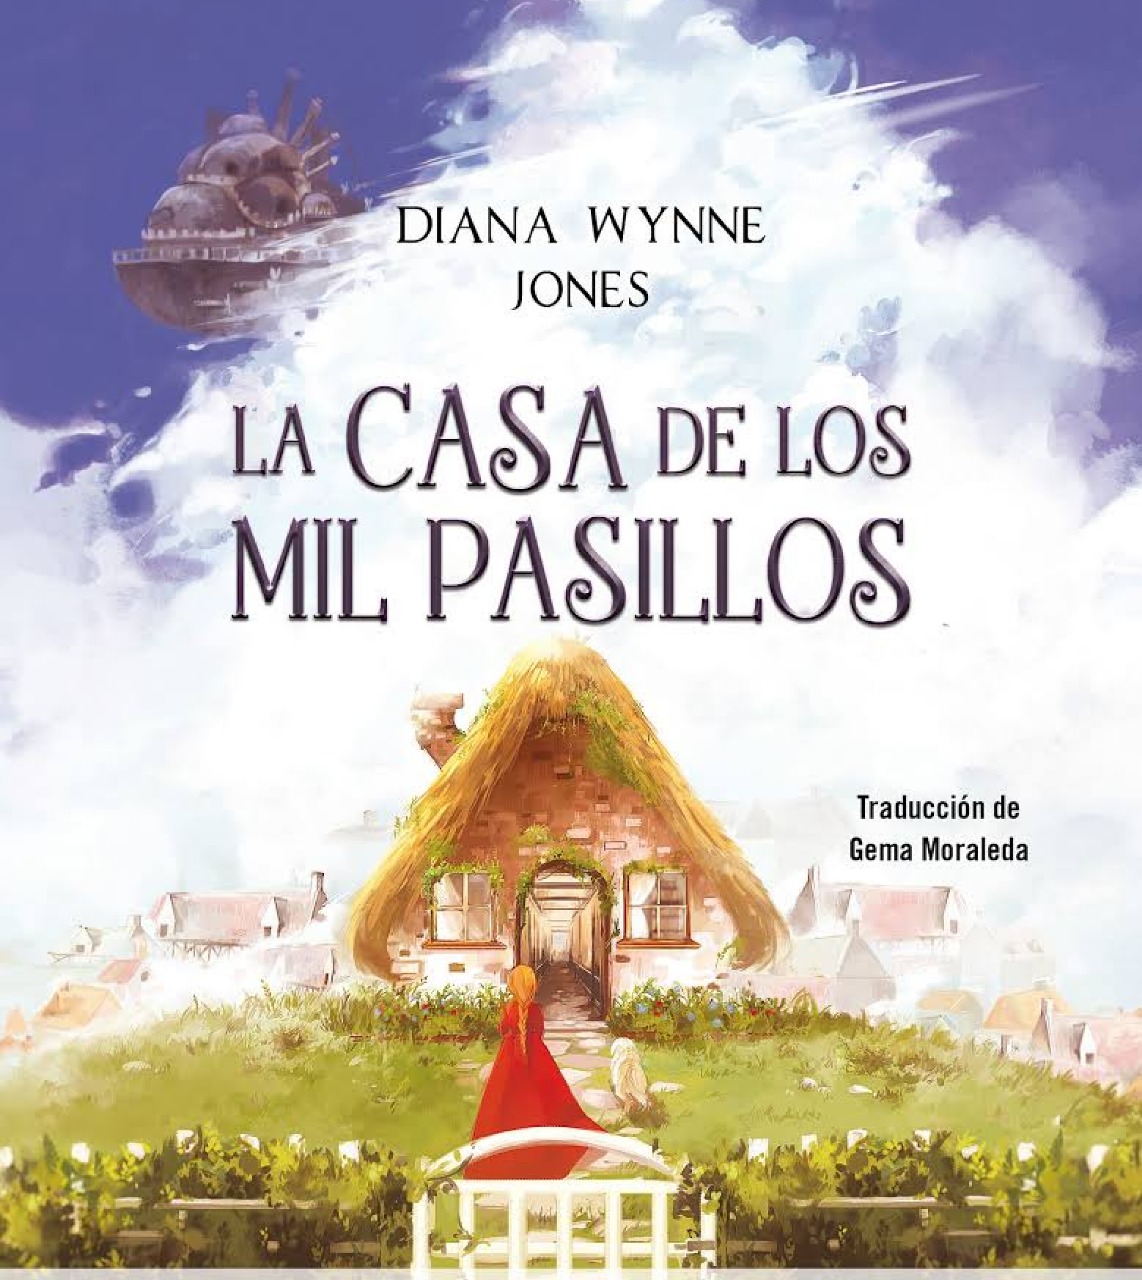 DIANA WYNNE
JONES
LA CASA DE LOS
MIL PASILLOS
Traducción de
Gema Moraleda